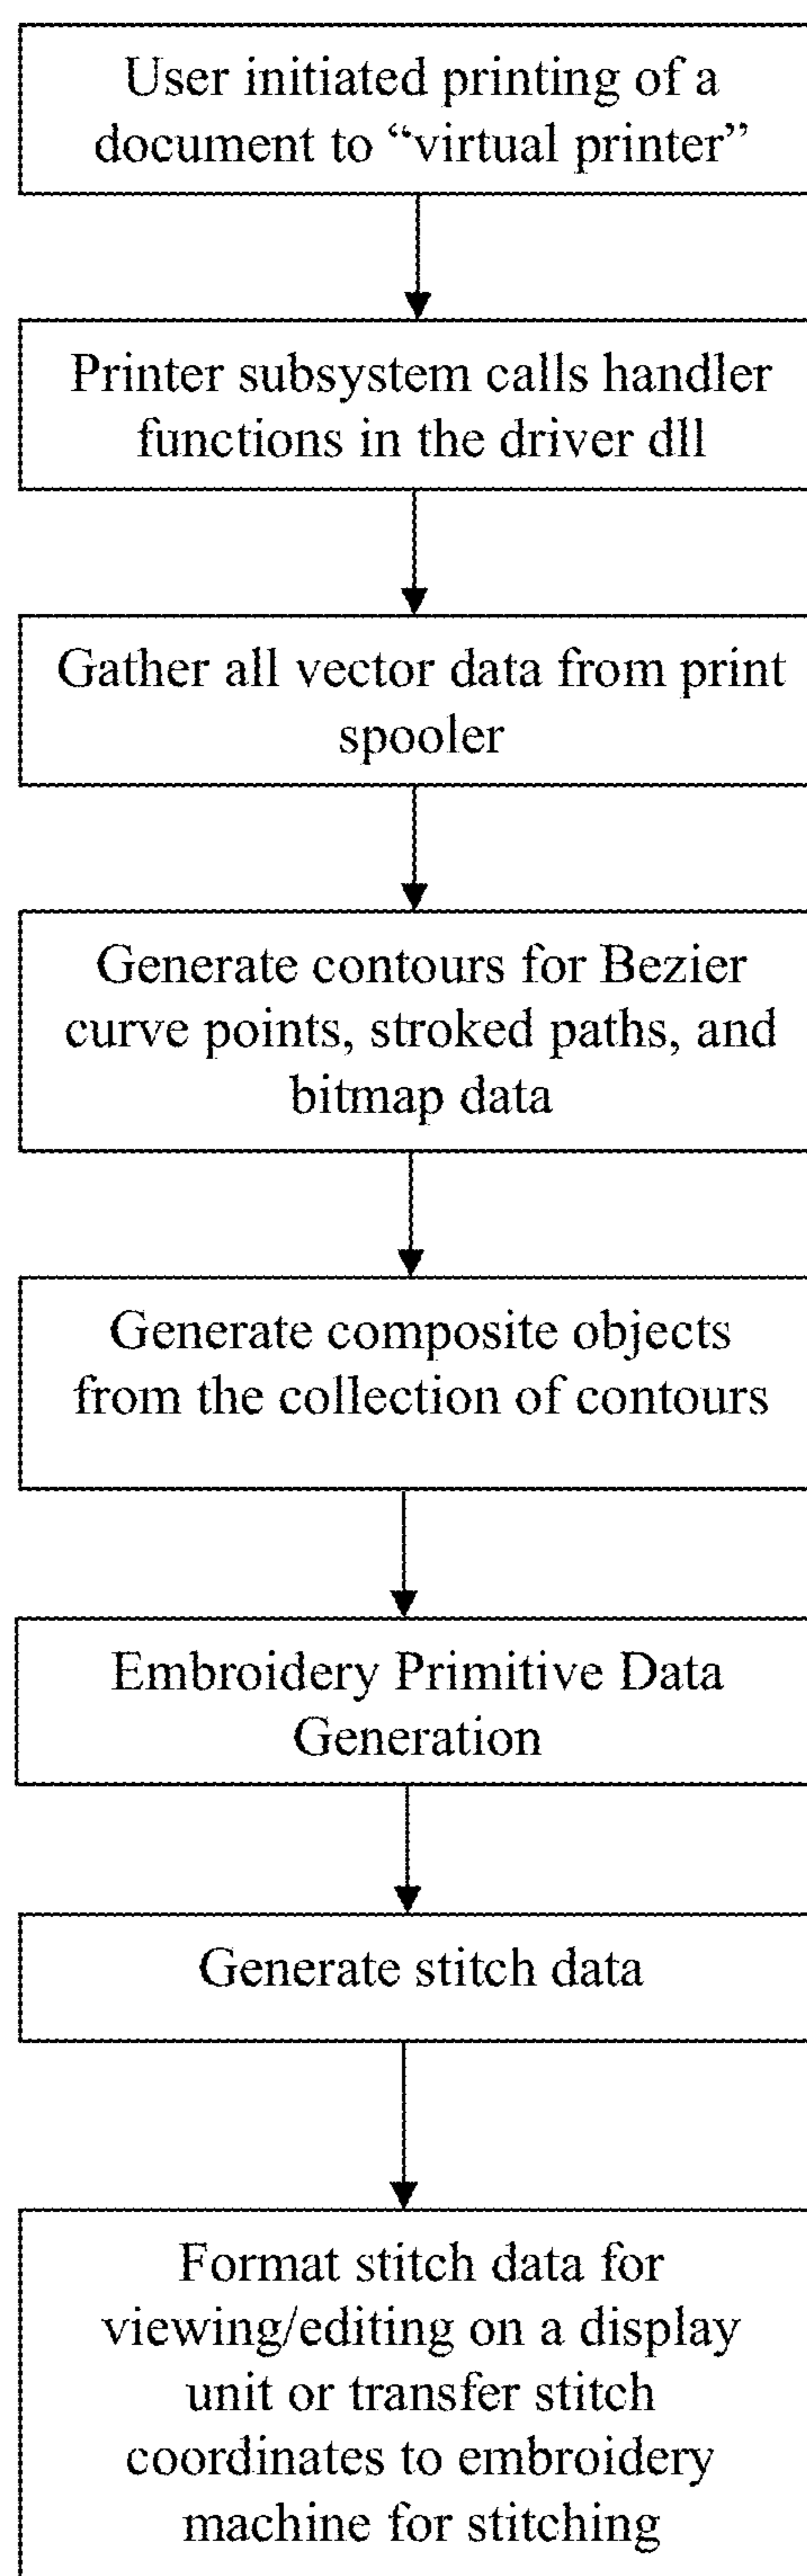 User initiated printing of a
document to “virtual printer”
Printer subsystem calls handler
functions in the driver dll
Gather all vector data from print
spooler
Generate contours for Bezier
curve points, stroked paths, and
bitmap data
Generate composite objects
from the collection of contours
Embroidery Primitive Data
Generation
Generate stitch data
Format stitch data for
viewing/editing on a display
unit or transfer stitch
coordinates to embroidery
machine for stitching